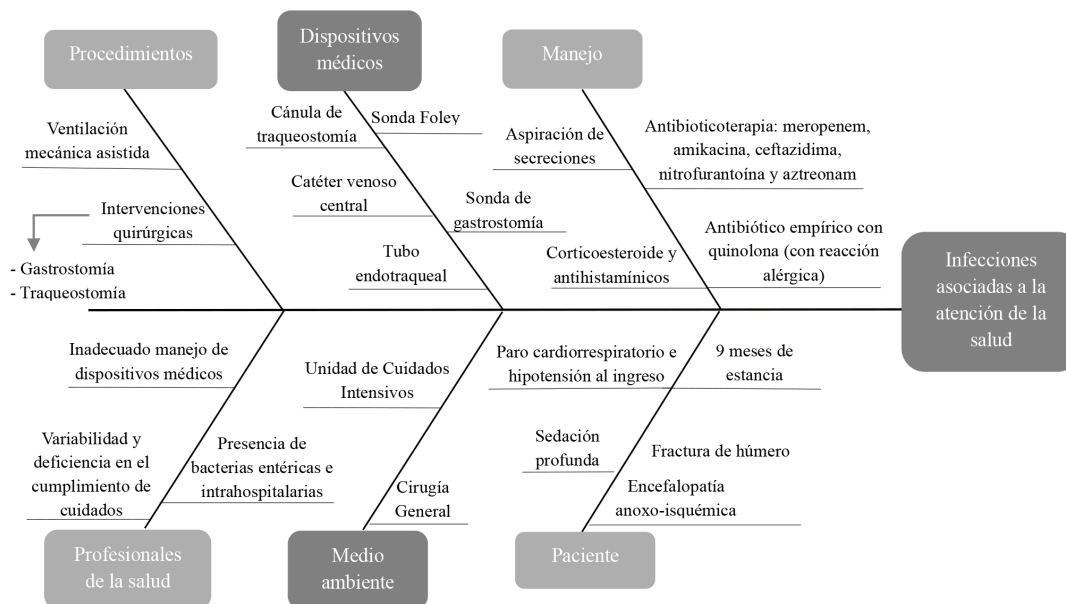 Procedimientos
Dispositivos
médicos
Manejo
Ventilación
mecánica asistida
Intervenciones
quirúrgicas
- Gastrostomía
- Traqueostomía
Cánula de
traqueostomía
Sonda Foley
Catéter venoso
central
Sonda de
gastrostomía
Tubo
endotraqueal
Aspiración de
secreciones
Antibioticoterapia: meropenem,
amikacina, ceftazidima,
nitrofurantoína y aztreonam
Corticoesteroide y
antihistamínicos
Antibiótico empírico con
quinolona (con reacción
alérgica)
Infecciones
asociadas a la
atención de la
salud
Inadecuado manejo de
dispositivos médicos
Variabilidad y
deficiencia en el
cumplimiento de
cuidados
Presencia de
bacterias entéricas e
intrahospitalarias
Unidad de Cuidados
Intensivos
Cirugía
General
Paro cardiorrespiratorio e
hipotensión al ingreso
9 meses de
estancia
Sedación
profunda
Fractura de húmero
Encefalopatía
anoxo-isquémica
Profesionales
de la salud
Medio
ambiente
Paciente